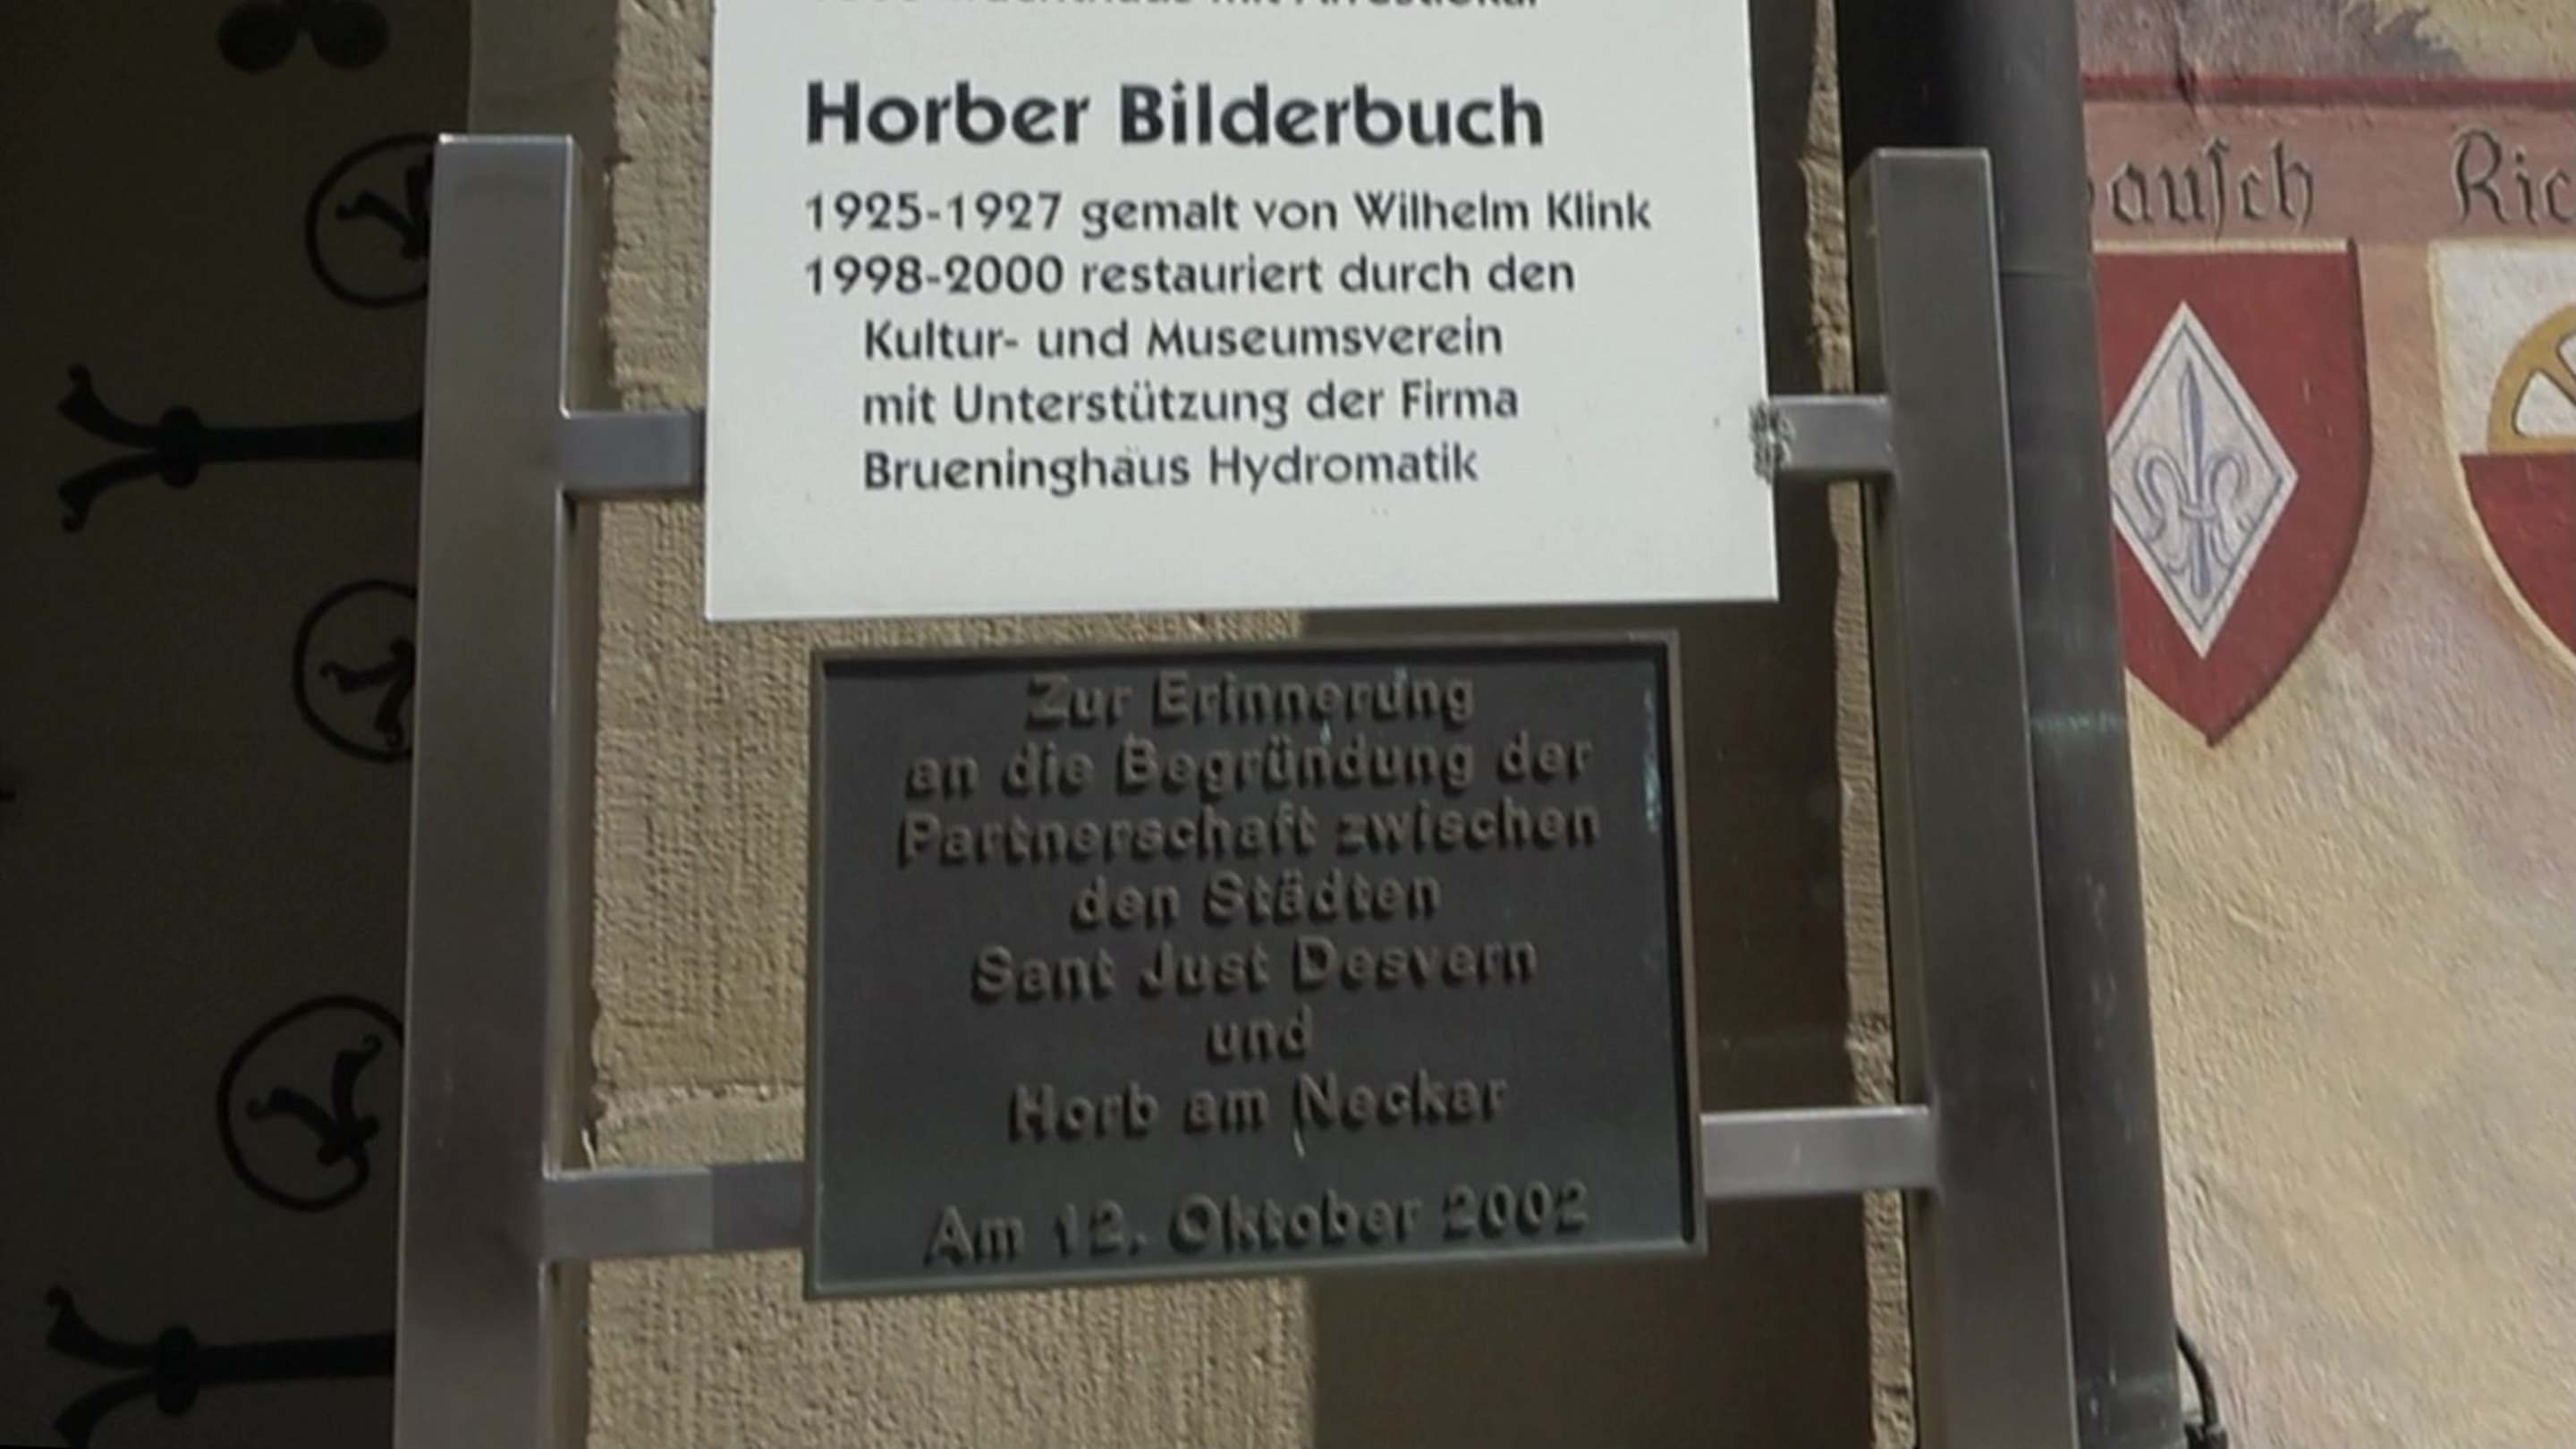 Horber Bilderbuch
1925-1927 gemalt von Wilhelm Klink
1998-2000 restauriert durch den
Kultur- und Museumsverein
mit Unterstützung der Firma
Brueninghaus Hydromatik
Zur Erinnerung
an die Begründung der
Partnerschaft zwischen
den Städten
Sant Just Desvern
und
Horb am Neckar
Am 12. Oktober 2002